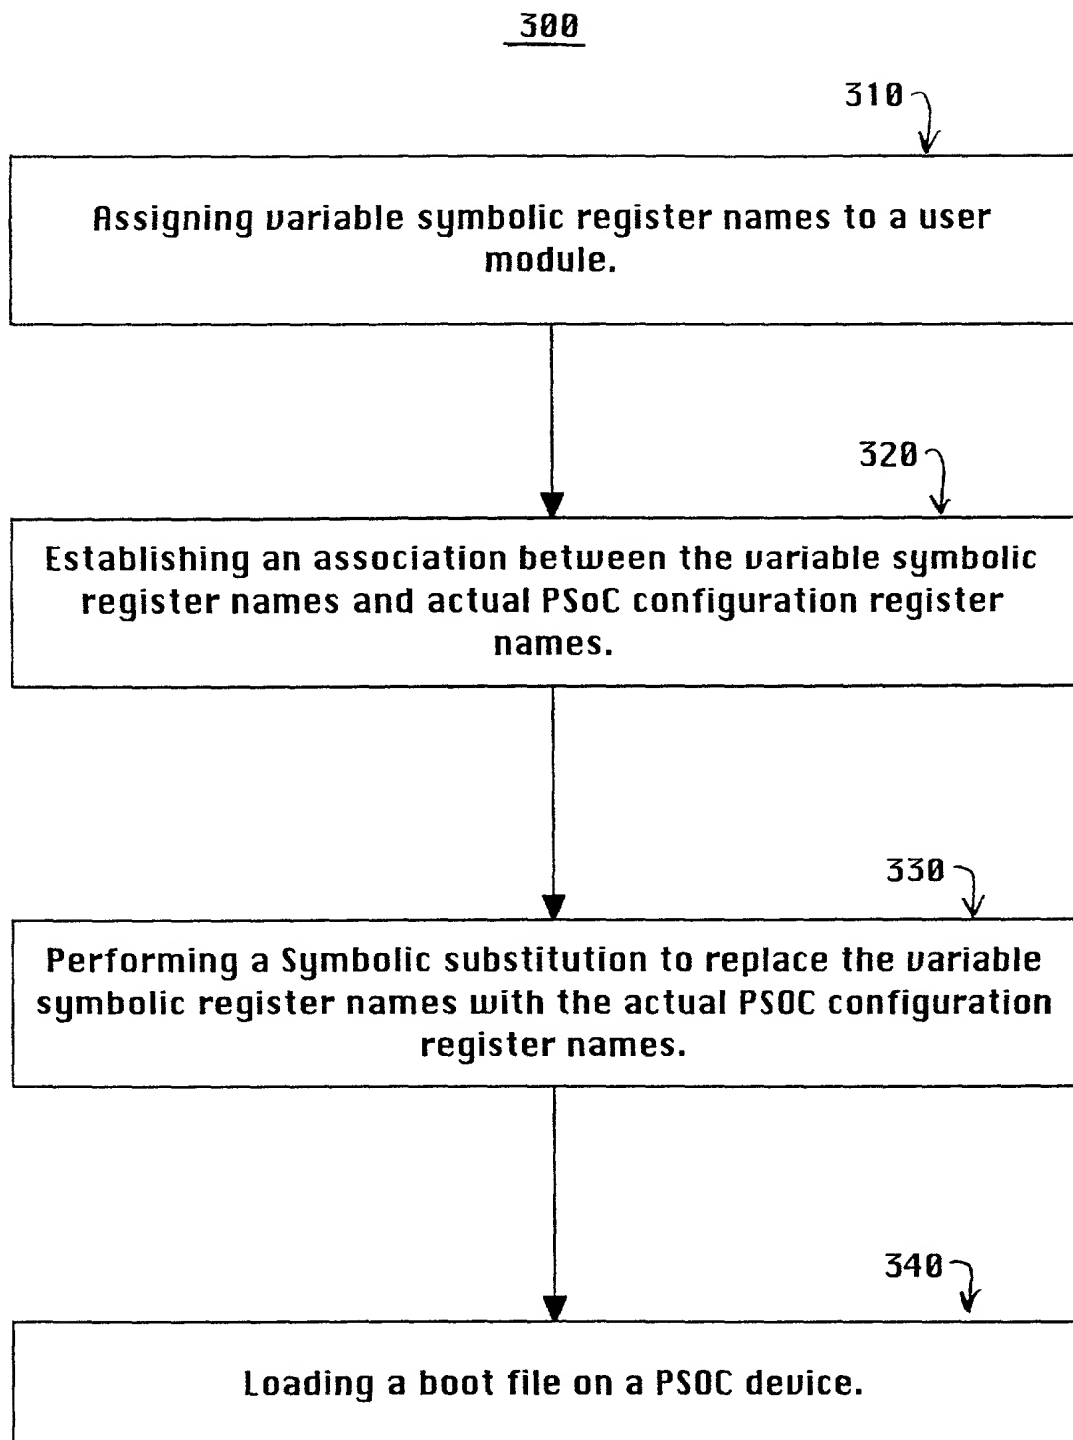 300
310
Assigning variable symbolic register names to a user
module.
320
Establishing an association between the variable symbolic
register names and actual PSoC configuration register
names.
330
Performing a Symbolic substitution to replace the variable
symbolic register names with the actual PSOC configuration
register names.
340
Loading a boot file on a PSOC device.